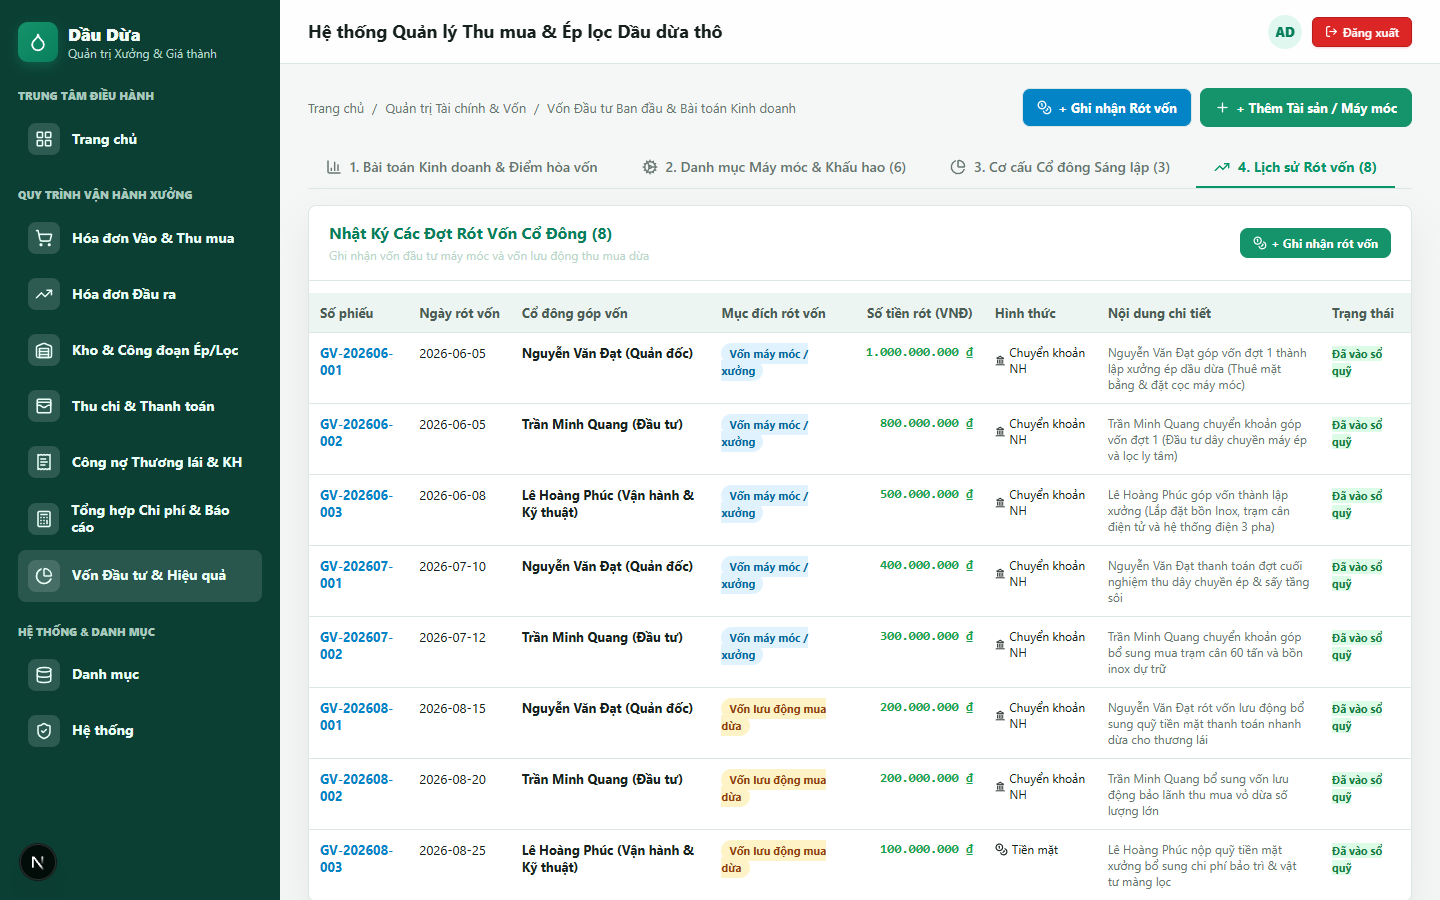 Dầu Dừa
Quản trị Xưởng & Giá thành
TRUNG TÂM ĐIỀU HÀNH
Trang chủ
QUY TRÌNH VẬN HÀNH XƯỞNG
Hóa đơn Vào & Thu mua
Hóa đơn Đầu ra
Kho & Công đoạn Ép/Lọc
Thu chi & Thanh toán
Công nợ Thương lái & KH
Tổng hợp Chi phí & Báo
cáo
Vốn Đầu tư & Hiệu quả
HỆ THỐNG & DANH MỤC
Danh mục
Hệ thống
N
Hệ thống Quản lý Thu mua & Ép lọc Dầu dừa thô
AD
Đăng xuất
Trang chủ / Quản trị Tài chính & Vốn / Vốn Đầu tư Ban đầu & Bài toán Kinh doanh
+ Ghi nhận Rót vốn
+ Thêm Tài sản / Máy móc
1. Bài toán Kinh doanh & Điểm hòa vốn
2. Danh mục Máy móc & Khấu hao (6)
3. Cơ cấu Cổ đông Sáng lập (3)
4. Lịch sử Rót vốn (8)
Nhật Ký Các Đợt Rót Vốn Cổ Đông (8)
Ghi nhận vốn đầu tư máy móc và vốn lưu động thu mua dừa
+ Ghi nhận rót vốn
Số phiếu Ngày rót vốn Cổ đông góp vốn Mục đích rót vốn Số tiền rót (VNĐ) Hình thức Nội dung chi tiết Trạng thái
GV-202606-
001
2026-06-05
Nguyễn Văn Đạt (Quản đốc)
Vốn máy móc /
xưởng
1.000.000.000 ₫
Chuyển khoản
NH
Nguyễn Văn Đạt góp vốn đợt 1 thành
lập xưởng ép dầu dừa (Thuê mặt
bằng & đặt cọc máy móc)
Đã vào sổ
quỹ
GV-202606-
002
2026-06-05
Trần Minh Quang (Đầu tư)
Vốn máy móc /
xưởng
800.000.000 ₫
Chuyển khoản
NH
Trần Minh Quang chuyển khoản góp
vốn đợt 1 (Đầu tư dây chuyền máy ép
và lọc ly tâm)
Đã vào sổ
quỹ
GV-202606-
003
2026-06-08
Lê Hoàng Phúc (Vận hành &
Kỹ thuật)
Vốn máy móc /
xưởng
500.000.000 ₫
Chuyển khoản
NH
Lê Hoàng Phúc góp vốn thành lập
xưởng (Lắp đặt bồn Inox, trạm cân
điện tử và hệ thống điện 3 pha)
Đã vào sổ
quỹ
GV-202607-
001
2026-07-10
Nguyễn Văn Đạt (Quản đốc)
Vốn máy móc /
xưởng
400.000.000 ₫
Chuyển khoản
NH
Nguyễn Văn Đạt thanh toán đợt cuối
nghiệm thu dây chuyền ép & sấy tầng
sôi
Đã vào sổ
quỹ
GV-202607-
002
2026-07-12
Trần Minh Quang (Đầu tư)
Vốn máy móc /
xưởng
300.000.000 ₫
Chuyển khoản
NH
Trần Minh Quang chuyển khoản góp
bổ sung mua trạm cân 60 tấn và bồn
inox dự trữ
Đã vào sổ
quỹ
GV-202608-
001
2026-08-15
Nguyễn Văn Đạt (Quản đốc)
Vốn lưu động mua
dừa
200.000.000 ₫
Chuyển khoản
NH
Nguyễn Văn Đạt rót vốn lưu động bổ
sung quỹ tiền mặt thanh toán nhanh
dừa cho thương lái
Đã vào sổ
quỹ
GV-202608-
002
2026-08-20
Trần Minh Quang (Đầu tư)
Vốn lưu động mua
dừa
200.000.000 ₫
Chuyển khoản
NH
Trần Minh Quang bổ sung vốn lưu
động bảo lãnh thu mua vỏ dừa số
lượng lớn
Đã vào sổ
quỹ
GV-202608-
003
2026-08-25
Lê Hoàng Phúc (Vận hành &
Kỹ thuật)
Vốn lưu động mua
dừa
100.000.000 ₫
Tiền mặt
Lê Hoàng Phúc nộp quỹ tiền mặt
xưởng bổ sung chi phí bảo trì & vật
tư màng lọc
Đã vào sổ
quỹ